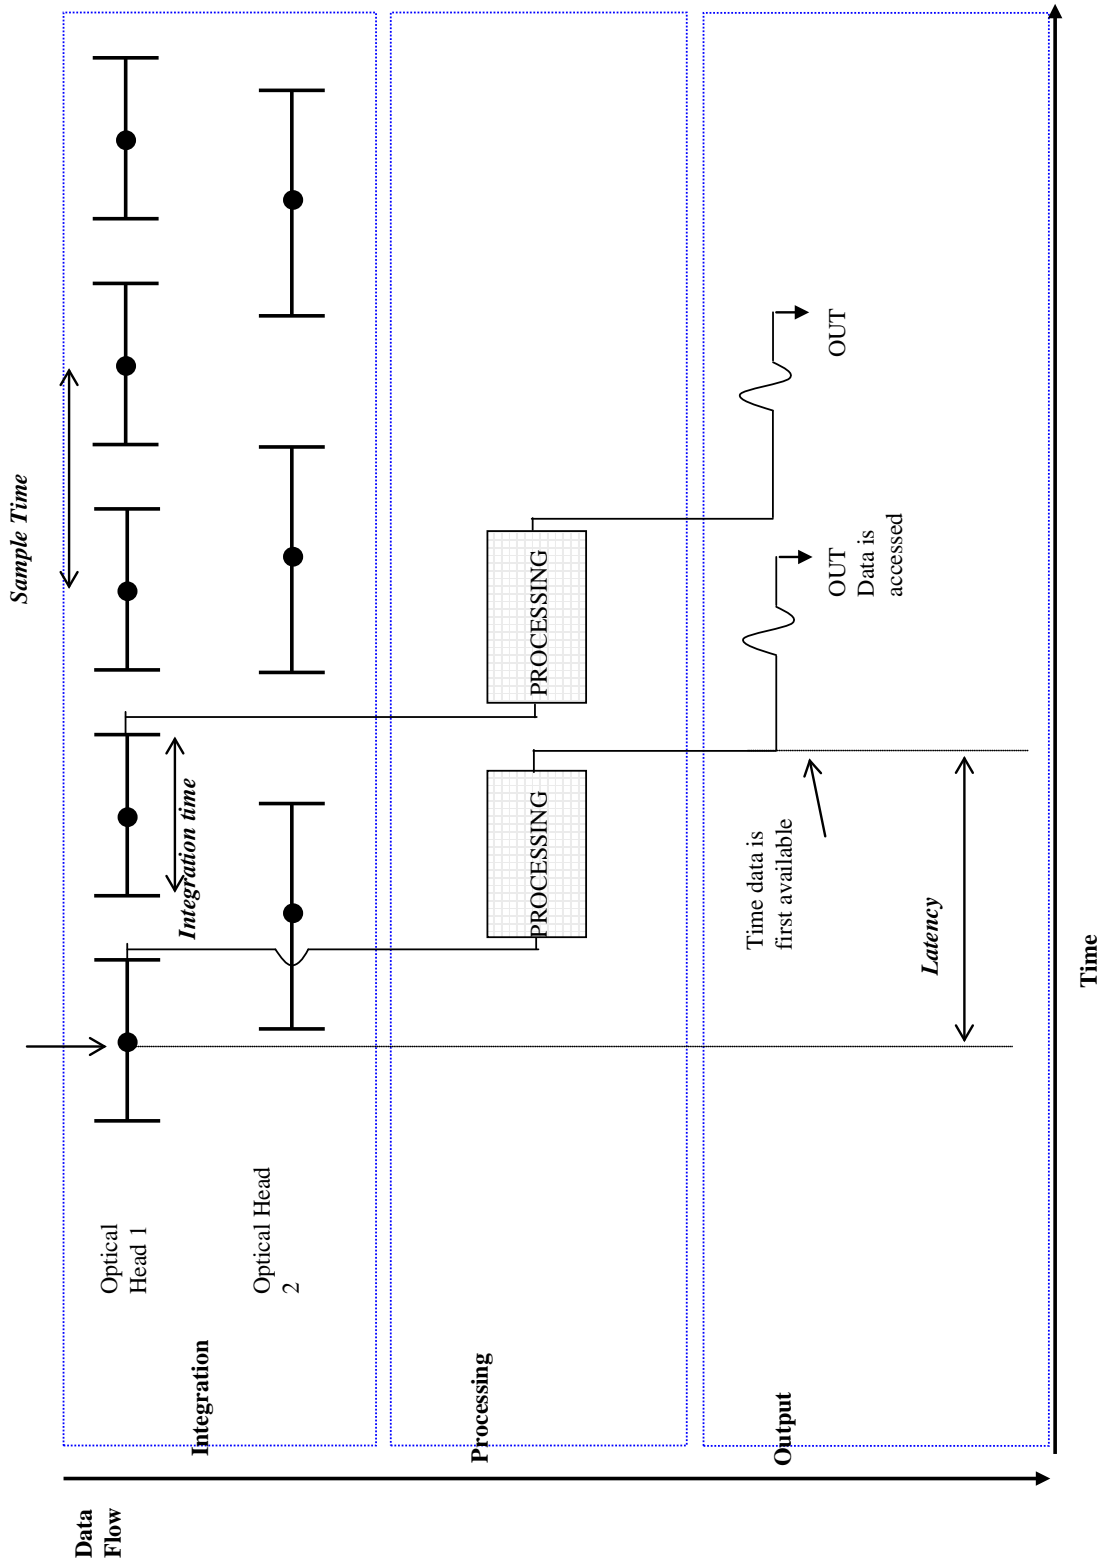 Data
Flow
Integration
Optical
Head 1
Optical Head
2
Sample Time
Integration time
Processing
PROCESSING
PROCESSING
Output
Time data is
first available
OUT
Data is
accessed
OUT
Latency
Time